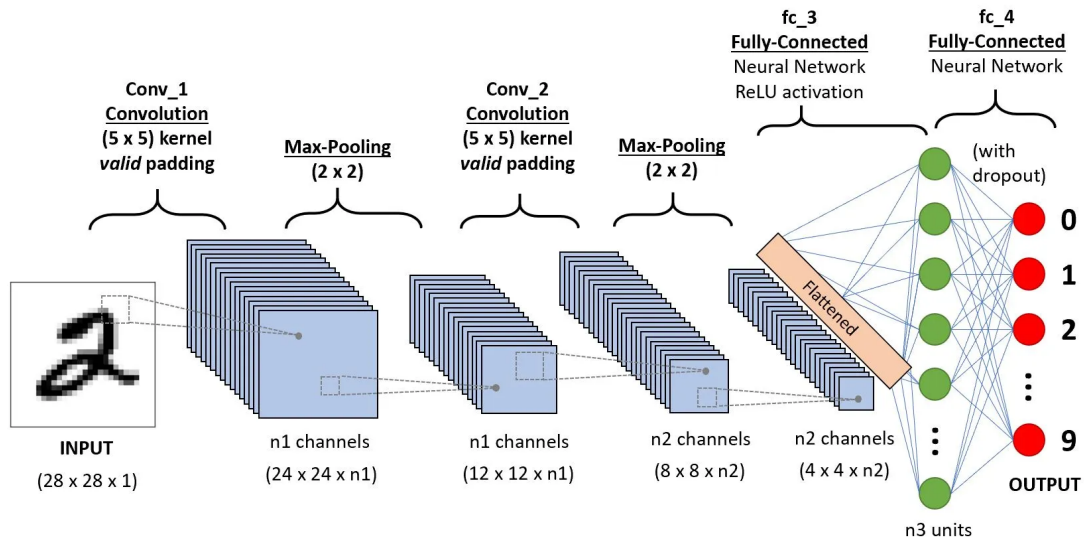 Conv_1
Convolution
(5 x 5) kernel
valid padding
Max-Pooling
(2 x 2)
Conv_2
Convolution
(5 x 5) kernel
valid padding
Max-Pooling
(2 x 2)
fc_3
Fully-Connected
Neural Network
ReLU activation
fc_4
Fully-Connected
Neural Network
(with
dropout)
2
INPUT
(28 x 28 x 1)
n1 channels
(24 x 24 x n1)
n1 channels
(12 x 12 x n1)
n2 channels
(8 x 8 x n2)
n2 channels
(4 x 4 x n2)
Flattened
n3 units
0
1
2
9
OUTPUT